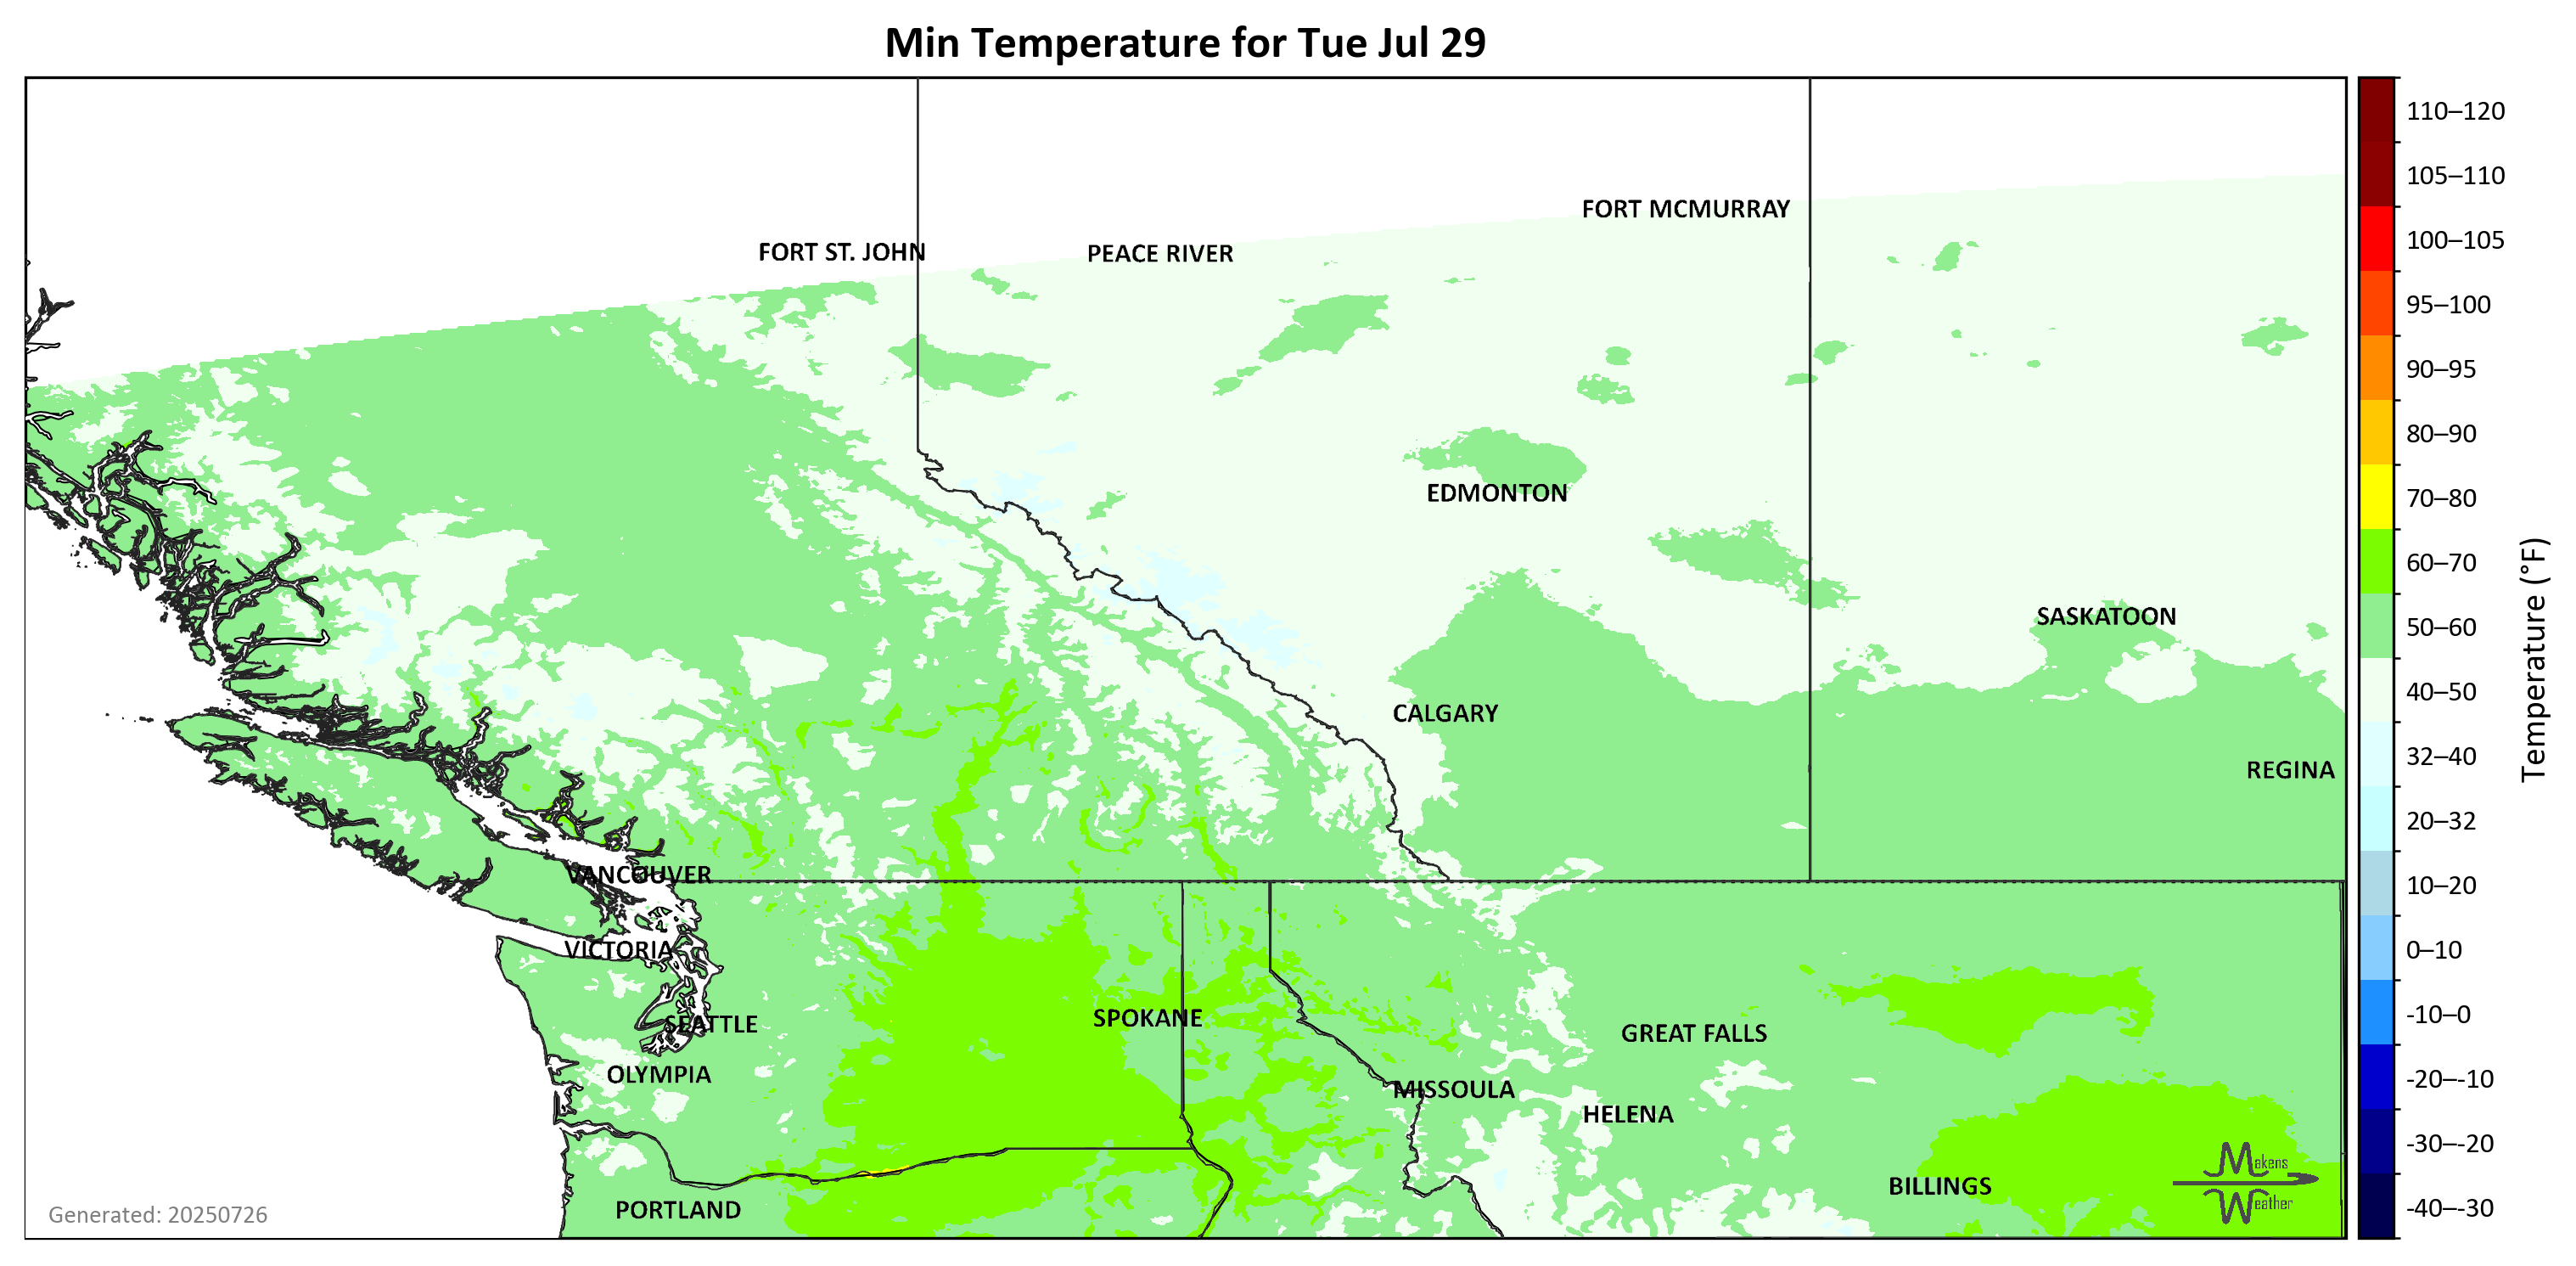 Min Temperature for Tue Jul 29
110–120
105–110
100–105
95–100
90–95
80–90
70–80
60–70
50–60
40–50
32–40
20–32
10–20
0–10
-10–0
-20–-10
-30–-20
-40–-30
Temperature (°F)
FORT MCMURRAY
FORT ST. JOHN
PEACE RIVER
EDMONTON
SASKATOON
CALGARY
REGINA
VANCOUVER
VICTORIA
SEATTLE
SPOKANE
GREAT FALLS
OLYMPIA
MISSOULA
HELENA
BILLINGS
PORTLAND
Makens
Weather
Generated: 20250726